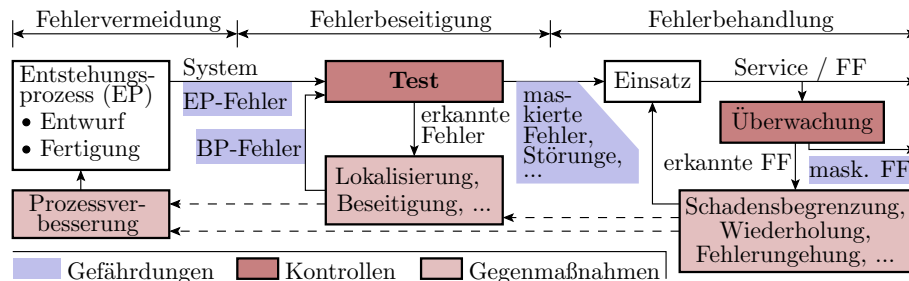 Fehlervermeidung
Fehlerbeseitigung
Fehlerbehandlung
Entstehungs-
prozess (EP)
• Entwurf
• Fertigung
System
EP-Fehler
BP-Fehler
Test
erkannte
Fehler
mas-
kierte
Fehler,
Störunge,
...
Einsatz
Service / FF
Überwachung
erkannte FF
mask. FF
Prozessver-
besserung
Lokalisierung,
Beseitigung, ...
Schadensbegrenzung,
Wiederholung,
Fehlerungehung, ...
Gefährdungen
Kontrollen
Gegenmaßnahmen